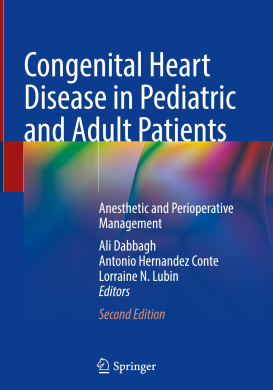 Congenital Heart
Disease in Pediatric
and Adult Patients
Anesthetic and Perioperative
Management
Ali Dabbagh
Antonio Hernandez Conte
Lorraine N. Lubin
Editors
Second Edition
Springer